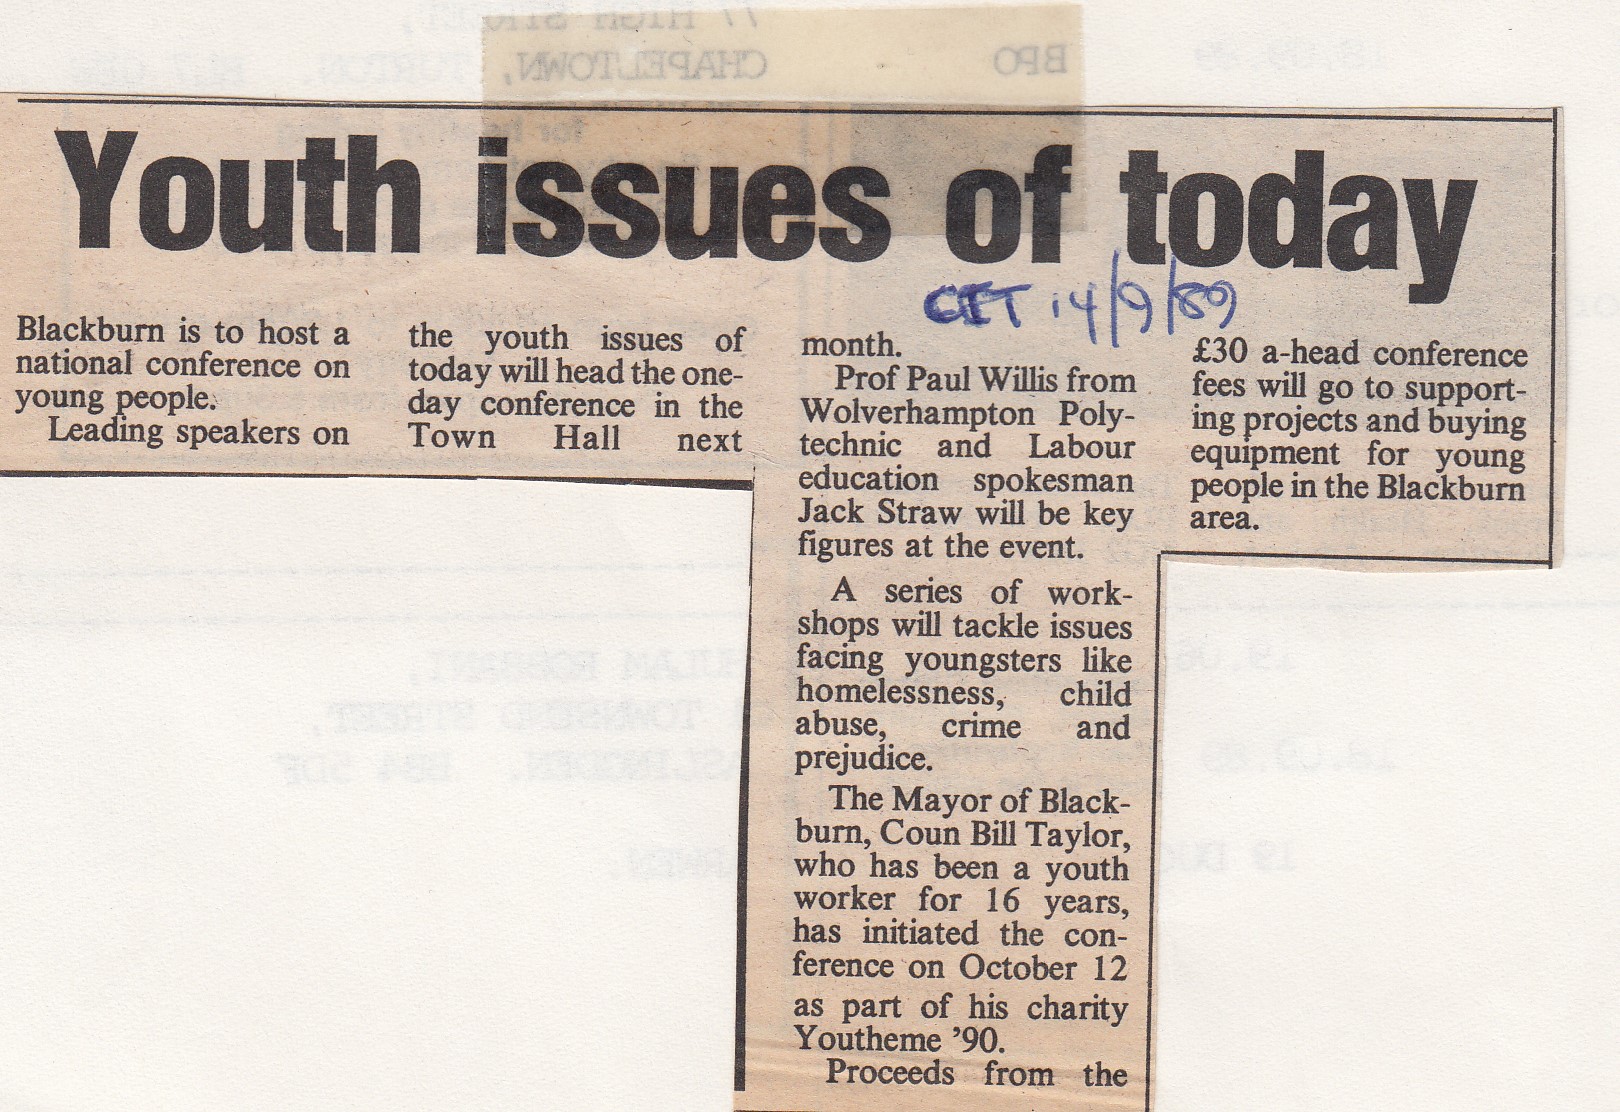 Youth issues of today
CET 14/9/89
Blackburn is to host a
national conference on
young people.
Leading speakers on
the youth issues of
today will head the one-
day conference in the
Town Hall next
month.
Prof Paul Willis from
Wolverhampton Poly-
technic and Labour
education spokesman
Jack Straw will be key
figures at the event.
A series of work-
shops will tackle issues
facing youngsters like
homelessness, child
abuse, crime and
prejudice.
The Mayor of Black-
burn, Coun Bill Taylor,
who has been a youth
worker for 16 years,
has initiated the con-
ference on October 12
as part of his charity
Youtheme '90.
Proceeds from the
£30 a-head conference
fees will go to support-
ing projects and buying
equipment for young
people in the Blackburn
area.